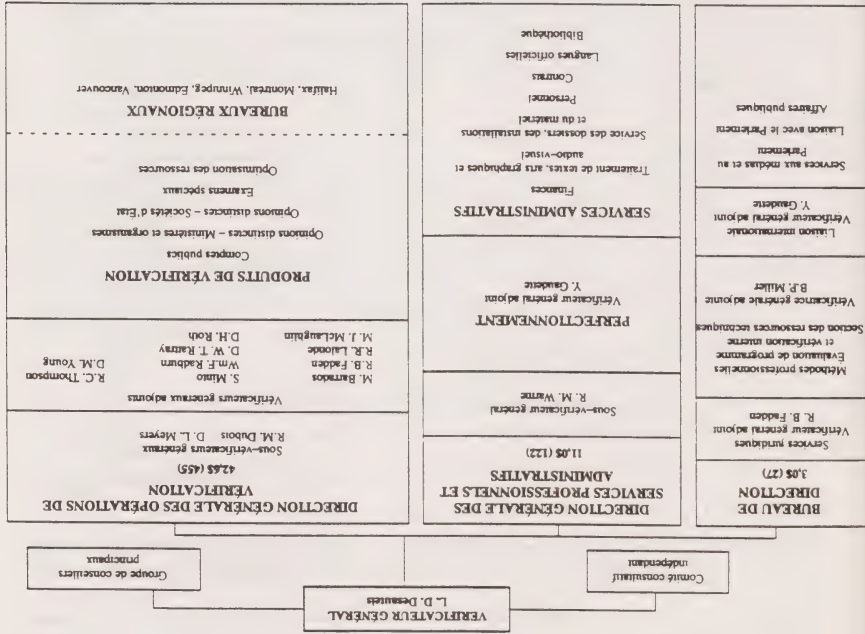 VÉRIFICATEUR GÉNÉRAL
L. D. Desautels
Comité consultatif
indépendant
Groupe de conseillers
principaux
BUREAU DE
DIRECTION
3,0$ (27)
Services juridiques
Vérificateur général adjoint
R. B. Fadden
Méthodes professionnelles
Évaluation de programme
et vérification interne
Section des ressources techniques
Vérificatrice générale adjointe
B.P. Miller
Liaison internationale
Vérificateur général adjoint
Y. Gaudette
Services aux médias et au
Parlement
Liaison avec le Parlement
Affaires publiques
DIRECTION GÉNÉRALE DES
SERVICES PROFESSIONNELS ET
ADMINISTRATIFS
11,0$ (122)
Sous-vérificateur général
R. M. Warme
PERFECTIONNEMENT
Vérificateur général adjoint
Y. Gaudette
SERVICES ADMINISTRATIFS
Finances
Traitement de textes, arts graphiques et
audio-visuel
Service des dossiers, des installations
et du matériel
Personnel
Contrats
Langues officielles
Bibliothèque
DIRECTION GÉNÉRALE DES OPÉRATIONS DE
VÉRIFICATION
42,6$ (455)
Sous-vérificateurs généraux
R.M. Dubois D. L. Meyers
Vérificateurs généraux adjoints
M. Barrados S. Minto R.C. Thompson
R. B. Fadden Wm.F. Radburn D.M. Young
R.R. Lalonde D. W. T. Rattray
M. J. McLaughlin D.H. Roth
PRODUITS DE VÉRIFICATION
Comptes publics
Opinions distinctes – Ministères et organismes
Opinions distinctes – Sociétés d'État
Examens spéciaux
Optimisation des ressources
BUREAUX RÉGIONAUX
Halifax, Montréal, Winnipeg, Edmonton, Vancouver